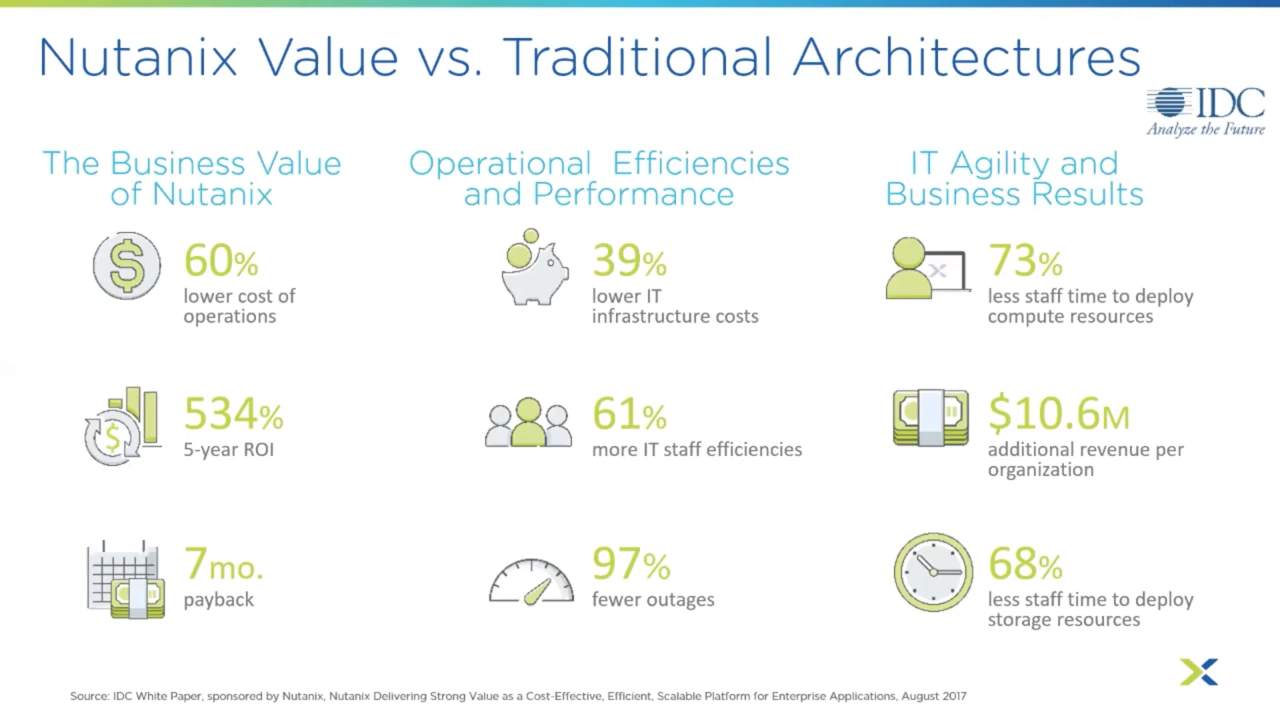 Nutanix Value vs. Traditional Architectures
IDC
Analyze the Future
The Business Value
of Nutanix
60%
lower cost of
operations
534%
5-year ROI
7mo.
payback
Operational Efficiencies
and Performance
39%
lower IT
infrastructure costs
61%
more IT staff efficiencies
97%
fewer outages
IT Agility and
Business Results
73%
less staff time to deploy
compute resources
$10.6M
additional revenue per
organization
68%
less staff time to deploy
storage resources
Source: IDC White Paper, sponsored by Nutanix, Nutanix Delivering Strong Value as a Cost-Effective, Efficient, Scalable Platform for Enterprise Applications, August 2017